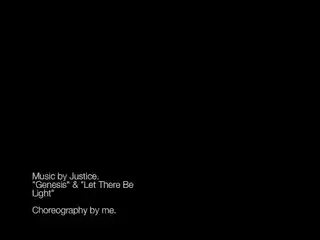 Music by Justice.
"Genesis" & "Let There Be
Light"
Choreography by me.